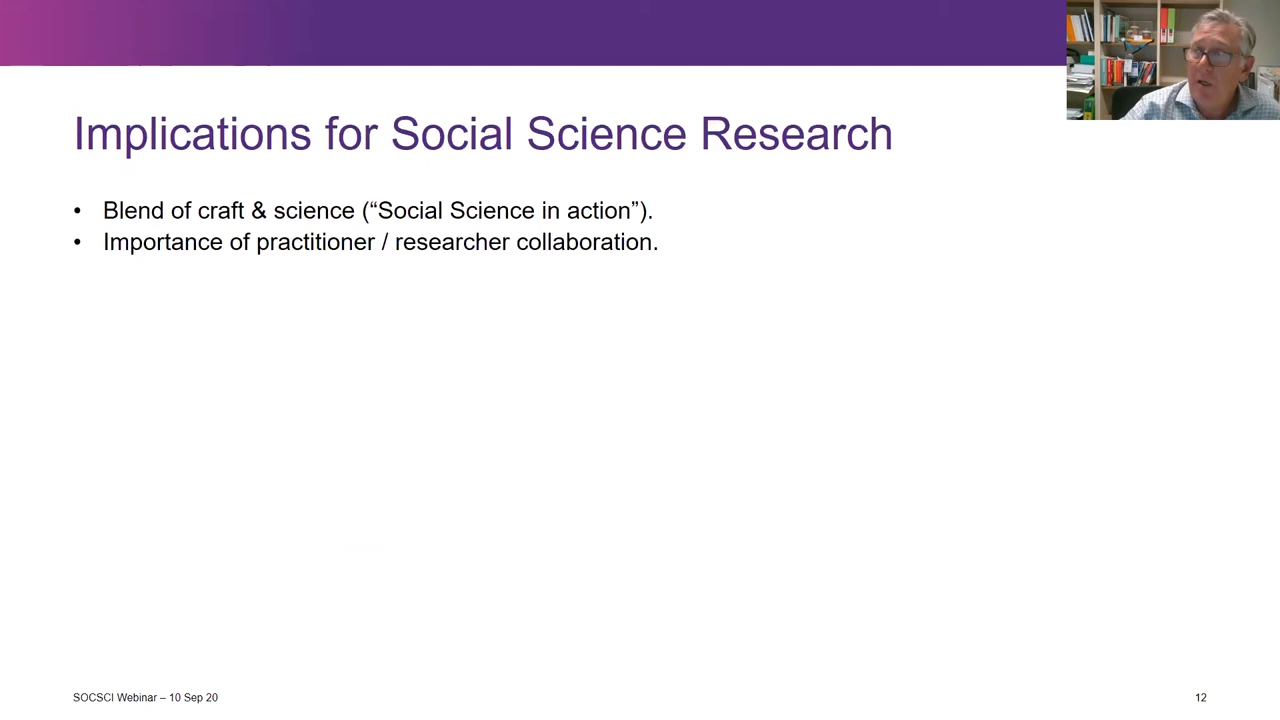 Implications for Social Science Research
• Blend of craft & science (“Social Science in action”).
• Importance of practitioner / researcher collaboration.
SOCSCI Webinar – 10 Sep 20
12